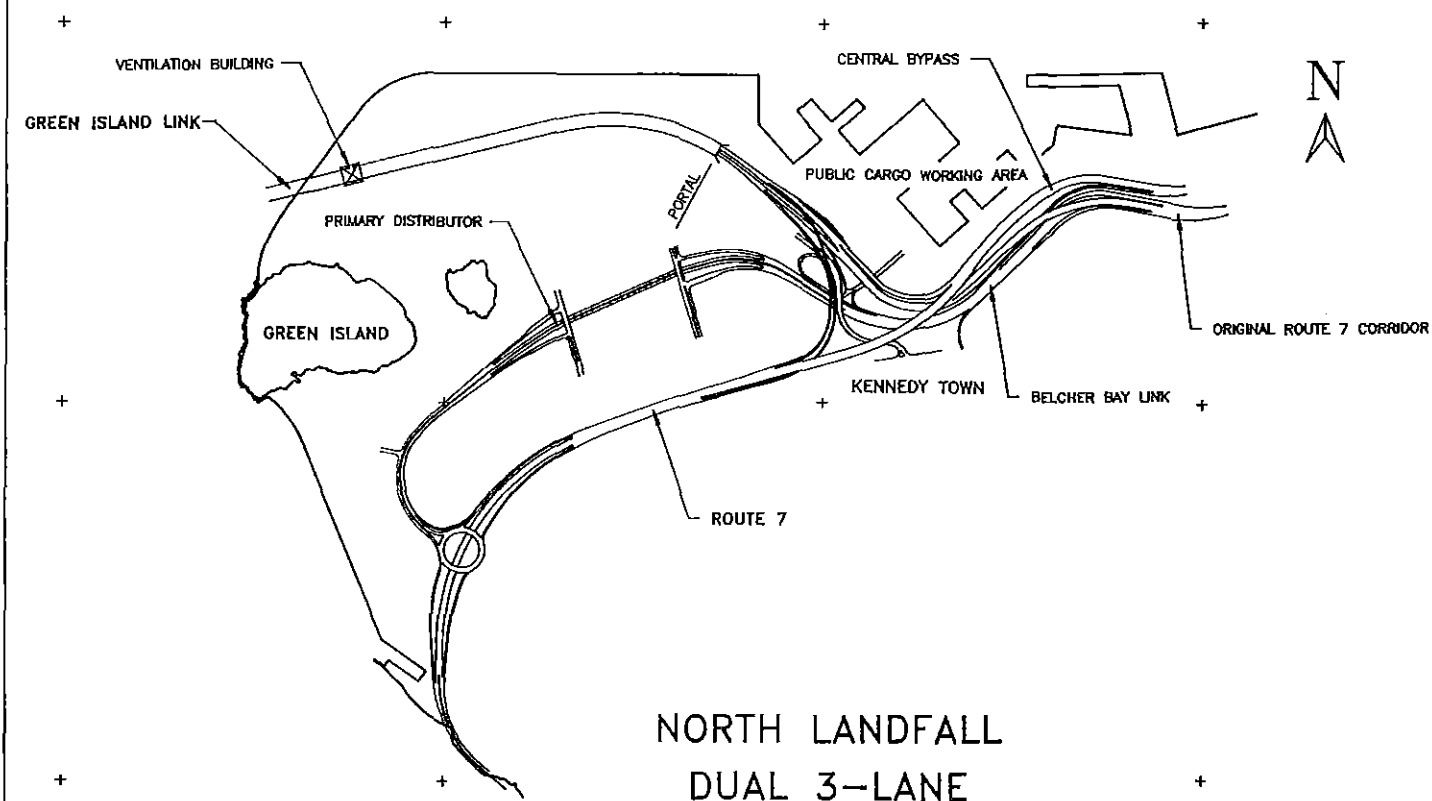 CENTRAL BYPASS
VENTILATION BUILDING
N
GREEN ISLAND LINK
PUBLIC CARGO WORKING AREA
PORTAL
PRIMARY DISTRIBUTOR
GREEN ISLAND
ORIGINAL ROUTE 7 CORRIDOR
KENNEDY TOWN
BELCHER BAY LINK
ROUTE 7
NORTH LANDFALL
DUAL 3-LANE